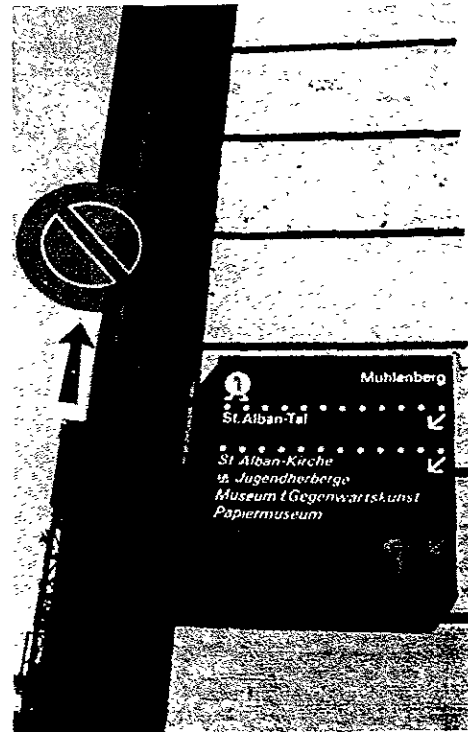 Muhlenberg
St. Alban-Tal
St. Alban-Kirche
Jugendherberge
Museum f Gegenwartskunst
Papiermuseum